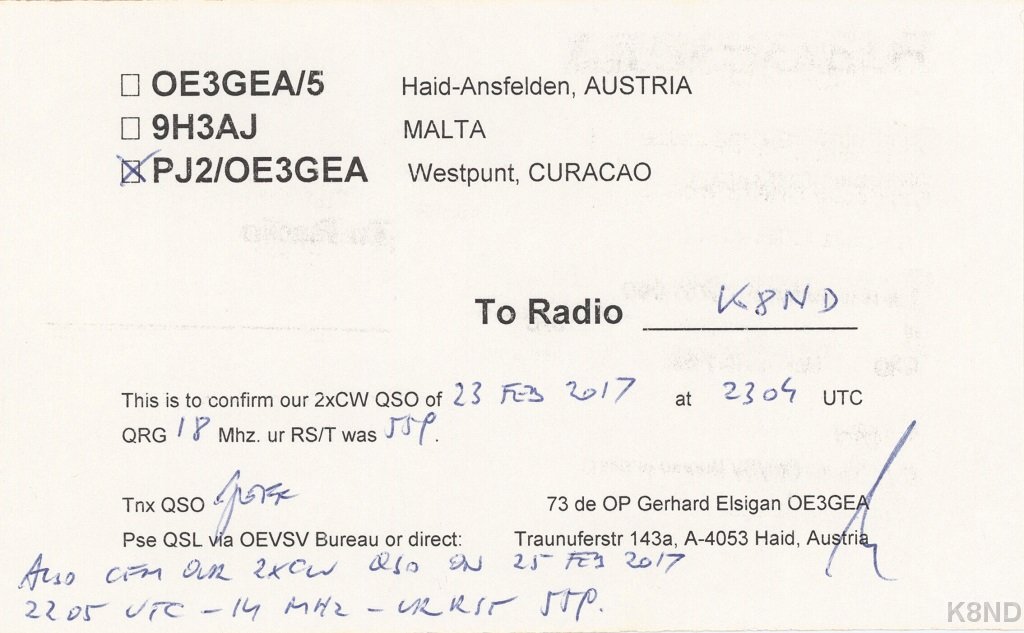 ☐ OE3GEA/5 Haid-Ansfelden, AUSTRIA
☐ 9H3AJ MALTA
☒ PJ2/OE3GEA Westpunt, CURACAO
To Radio K8ND
This is to confirm our 2xCW QSO of 23 FEB 2017 at 2304 UTC
QRG 18 Mhz. ur RS/T was 559.
Tnx QSO
73 de OP Gerhard Elsigan OE3GEA
Pse QSL via OEVSV Bureau or direct: Traunuferstr 143a, A-4053 Haid, Austria
ALSO CFM OUR 2XCW QSO ON 25 FEB 2017
2205 UTC - 14 MHZ - UR RST 559.
K8ND